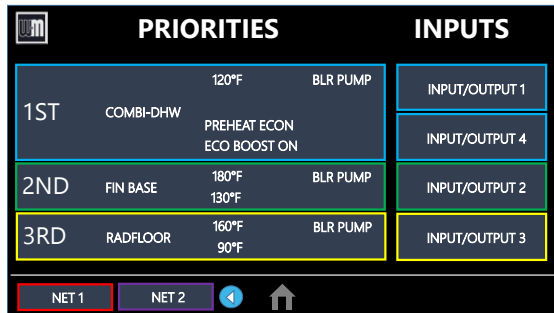 wm PRIORITIES INPUTS
120°F BLR PUMP INPUT/OUTPUT 1
1ST COMBI-DHW
PREHEAT ECON INPUT/OUTPUT 4
ECO BOOST ON
2ND FIN BASE 180°F BLR PUMP INPUT/OUTPUT 2
130°F
3RD RADFLOOR 160°F BLR PUMP INPUT/OUTPUT 3
90°F
NET 1 NET 2